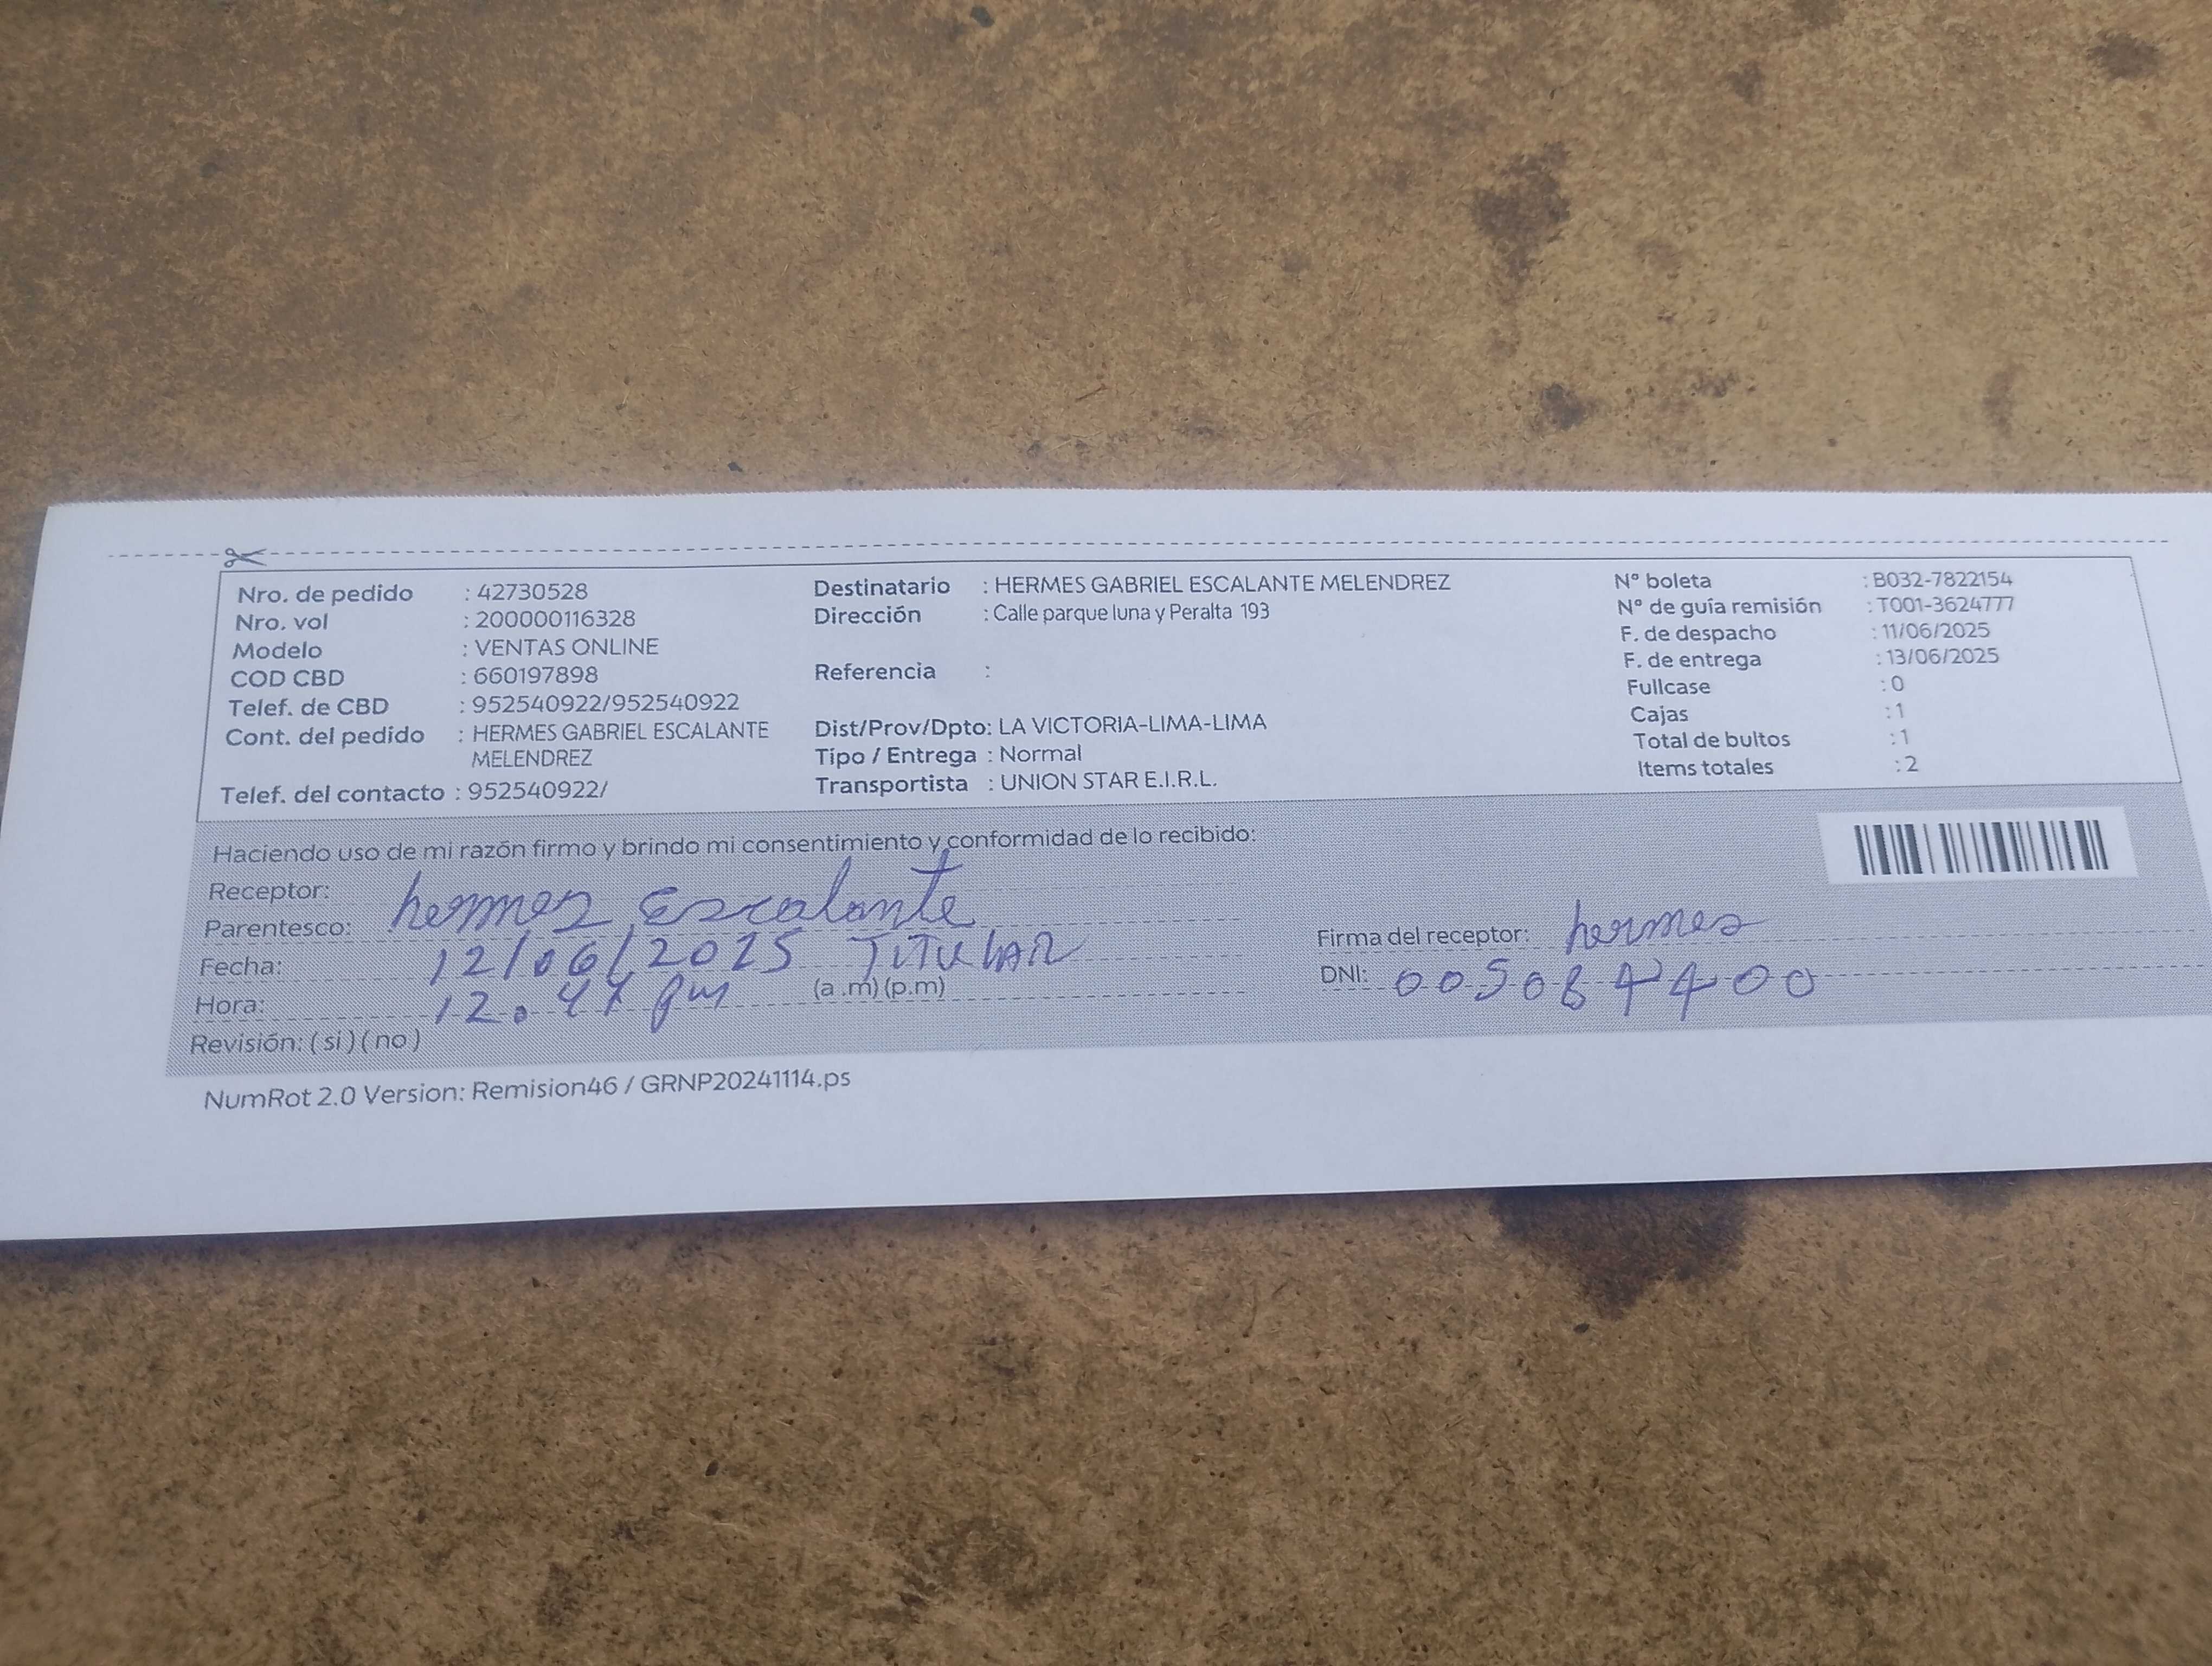 Nro. de pedido : 42730528
Nro. vol : 200000116328
Modelo : VENTAS ONLINE
COD CBD : 660197898
Telef. de CBD : 952540922/952540922
Cont. del pedido : HERMES GABRIEL ESCALANTE
MELENDREZ
Telef. del contacto : 952540922/
Destinatario : HERMES GABRIEL ESCALANTE MELENDREZ
Dirección : Calle parque luna y Peralta 193
Referencia :
Dist/Prov/Dpto: LA VICTORIA-LIMA-LIMA
Tipo / Entrega : Normal
Transportista : UNION STAR E.I.R.L.
N° boleta : B032-7822154
N° de guía remisión : T001-3624777
F. de despacho : 11/06/2025
F. de entrega : 13/06/2025
Fullcase : 0
Cajas : 1
Total de bultos : 1
Items totales : 2
Haciendo uso de mi razón firmo y brindo mi consentimiento y conformidad de lo recibido:
Receptor:
Parentesco: hermes Escalante
Fecha: 12/06/2025 TITULAR
Hora: 12. pm (a .m) (p.m)
Revisión: ( si ) ( no )
Firma del receptor: hermes
DNI:
NumRot 2.0 Version: Remision46 / GRNP20241114.ps